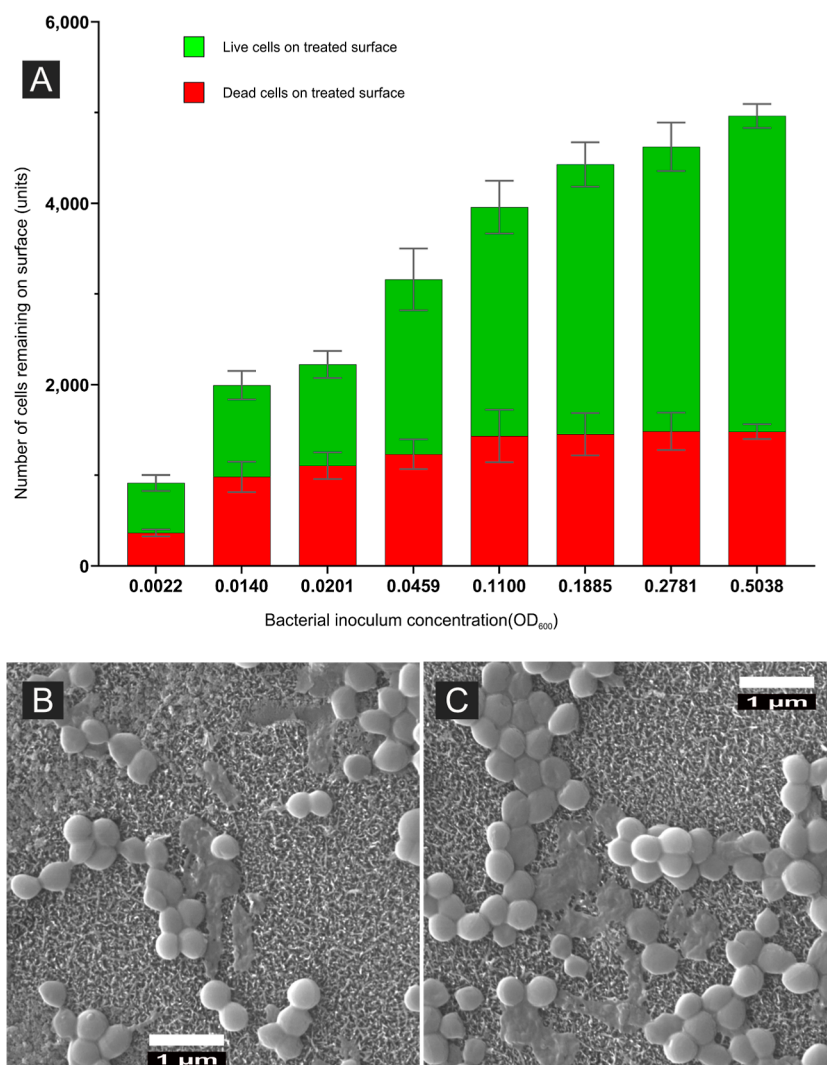 6,000
Live cells on treated surface
A
Dead cells on treated surface
4,000
2,000
0
Number of cells remaining on surface (units)
0.0022 0.0140 0.0201 0.0459 0.1100 0.1885 0.2781 0.5038
Bacterial inoculum concentration(OD₆₀₀)
B
1 µm
C
1 µm